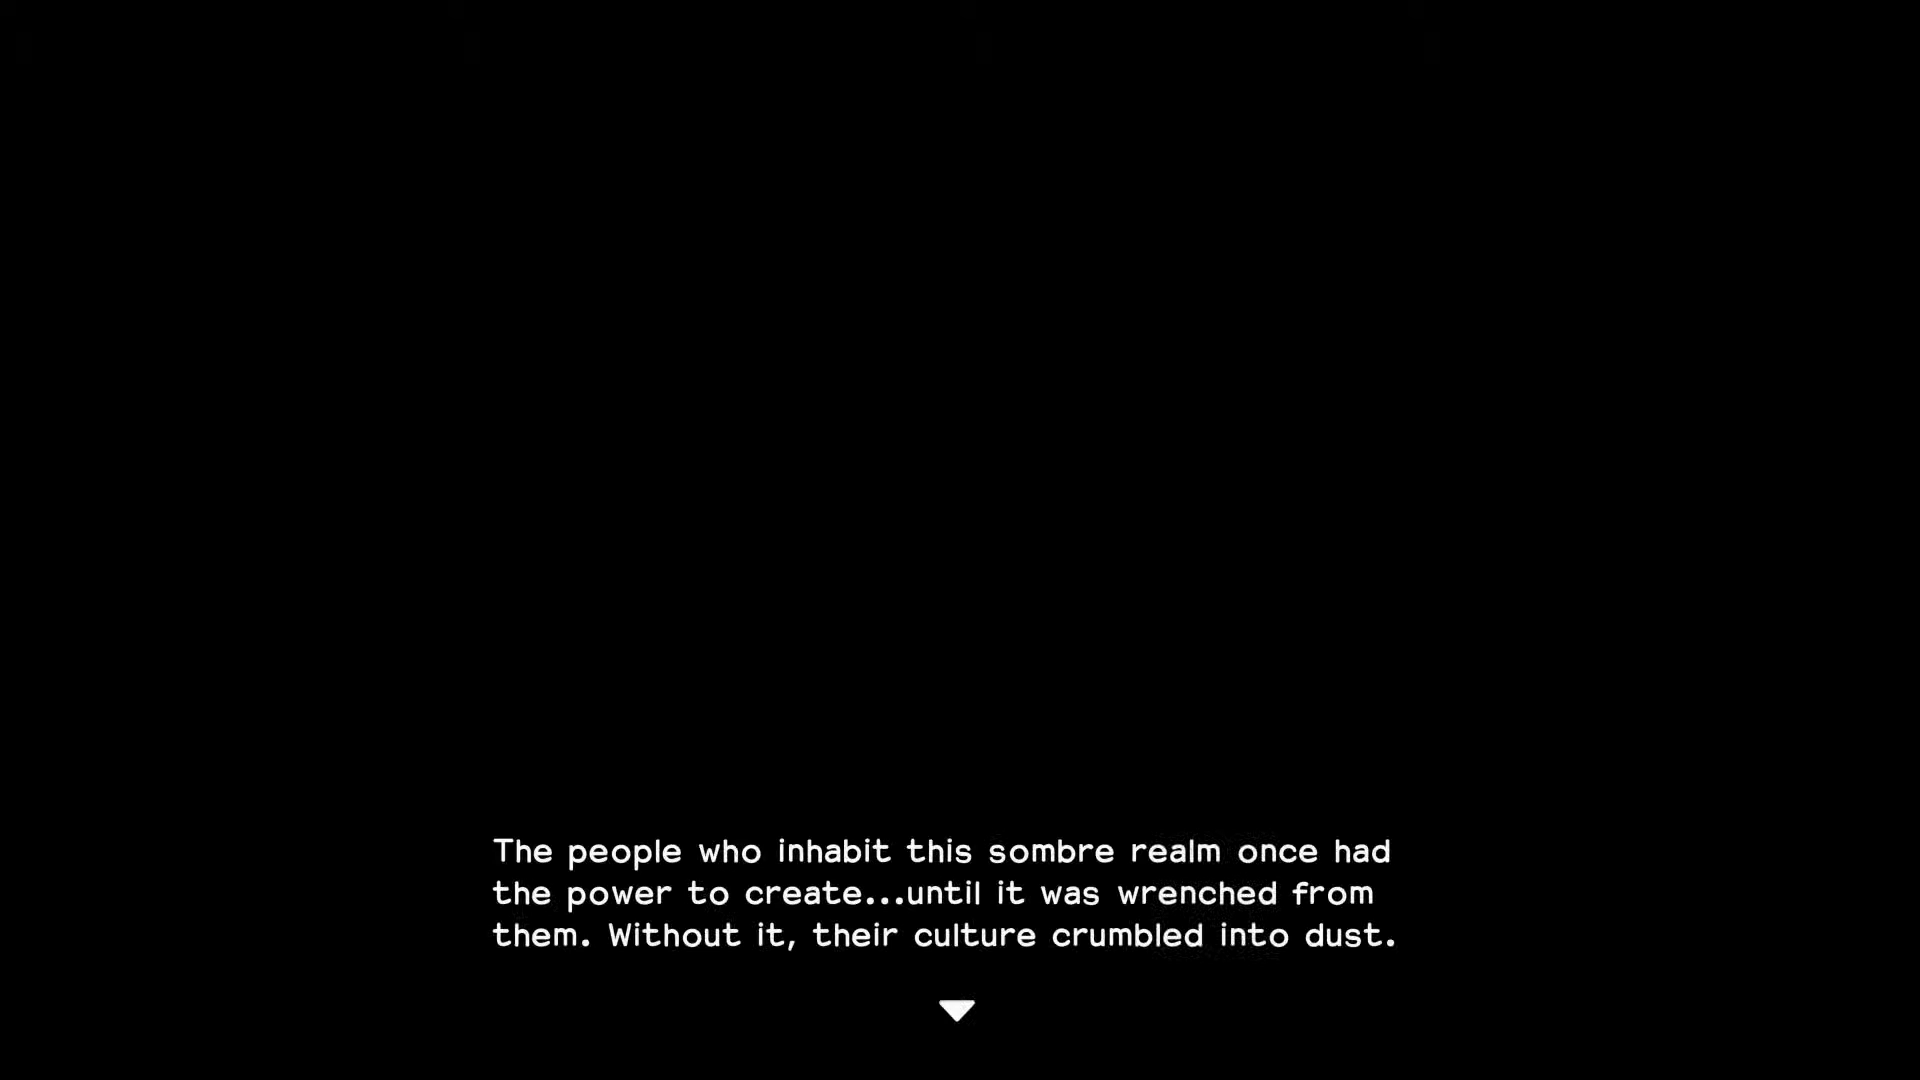 The people who inhabit this sombre realm once had
the power to create...until it was wrenched from
them. Without it, their culture crumbled into dust.